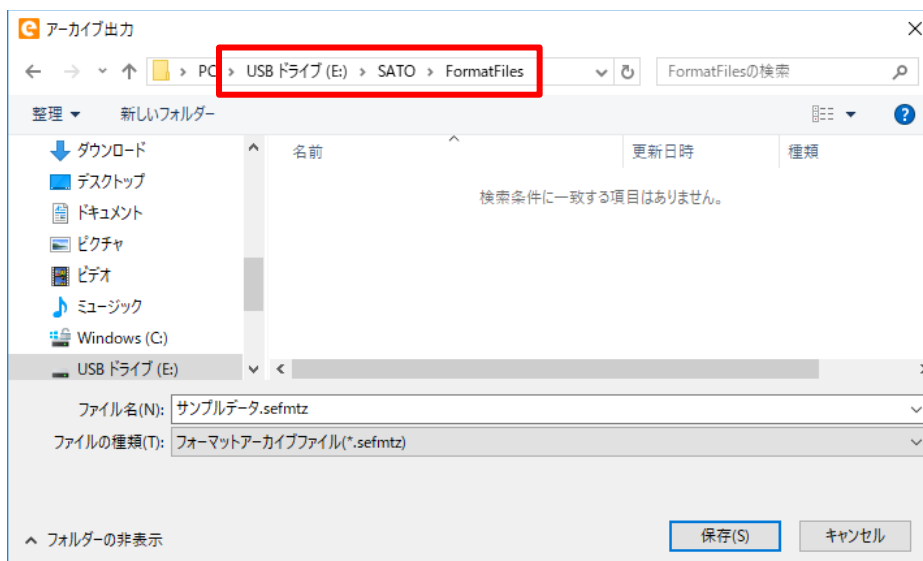 アーカイブ出力
PC > USB ドライブ (E:) > SATO > FormatFiles
FormatFilesの検索
整理 新しいフォルダー
ダウンロード
デスクトップ
ドキュメント
ピクチャ
ビデオ
ミュージック
Windows (C:)
USB ドライブ (E:)
名前 更新日時 種類
検索条件に一致する項目はありません。
ファイル名(N): サンプルデータ.sefmtz
ファイルの種類(T): フォーマットアーカイブファイル(*.sefmtz)
フォルダーの非表示
保存(S) キャンセル